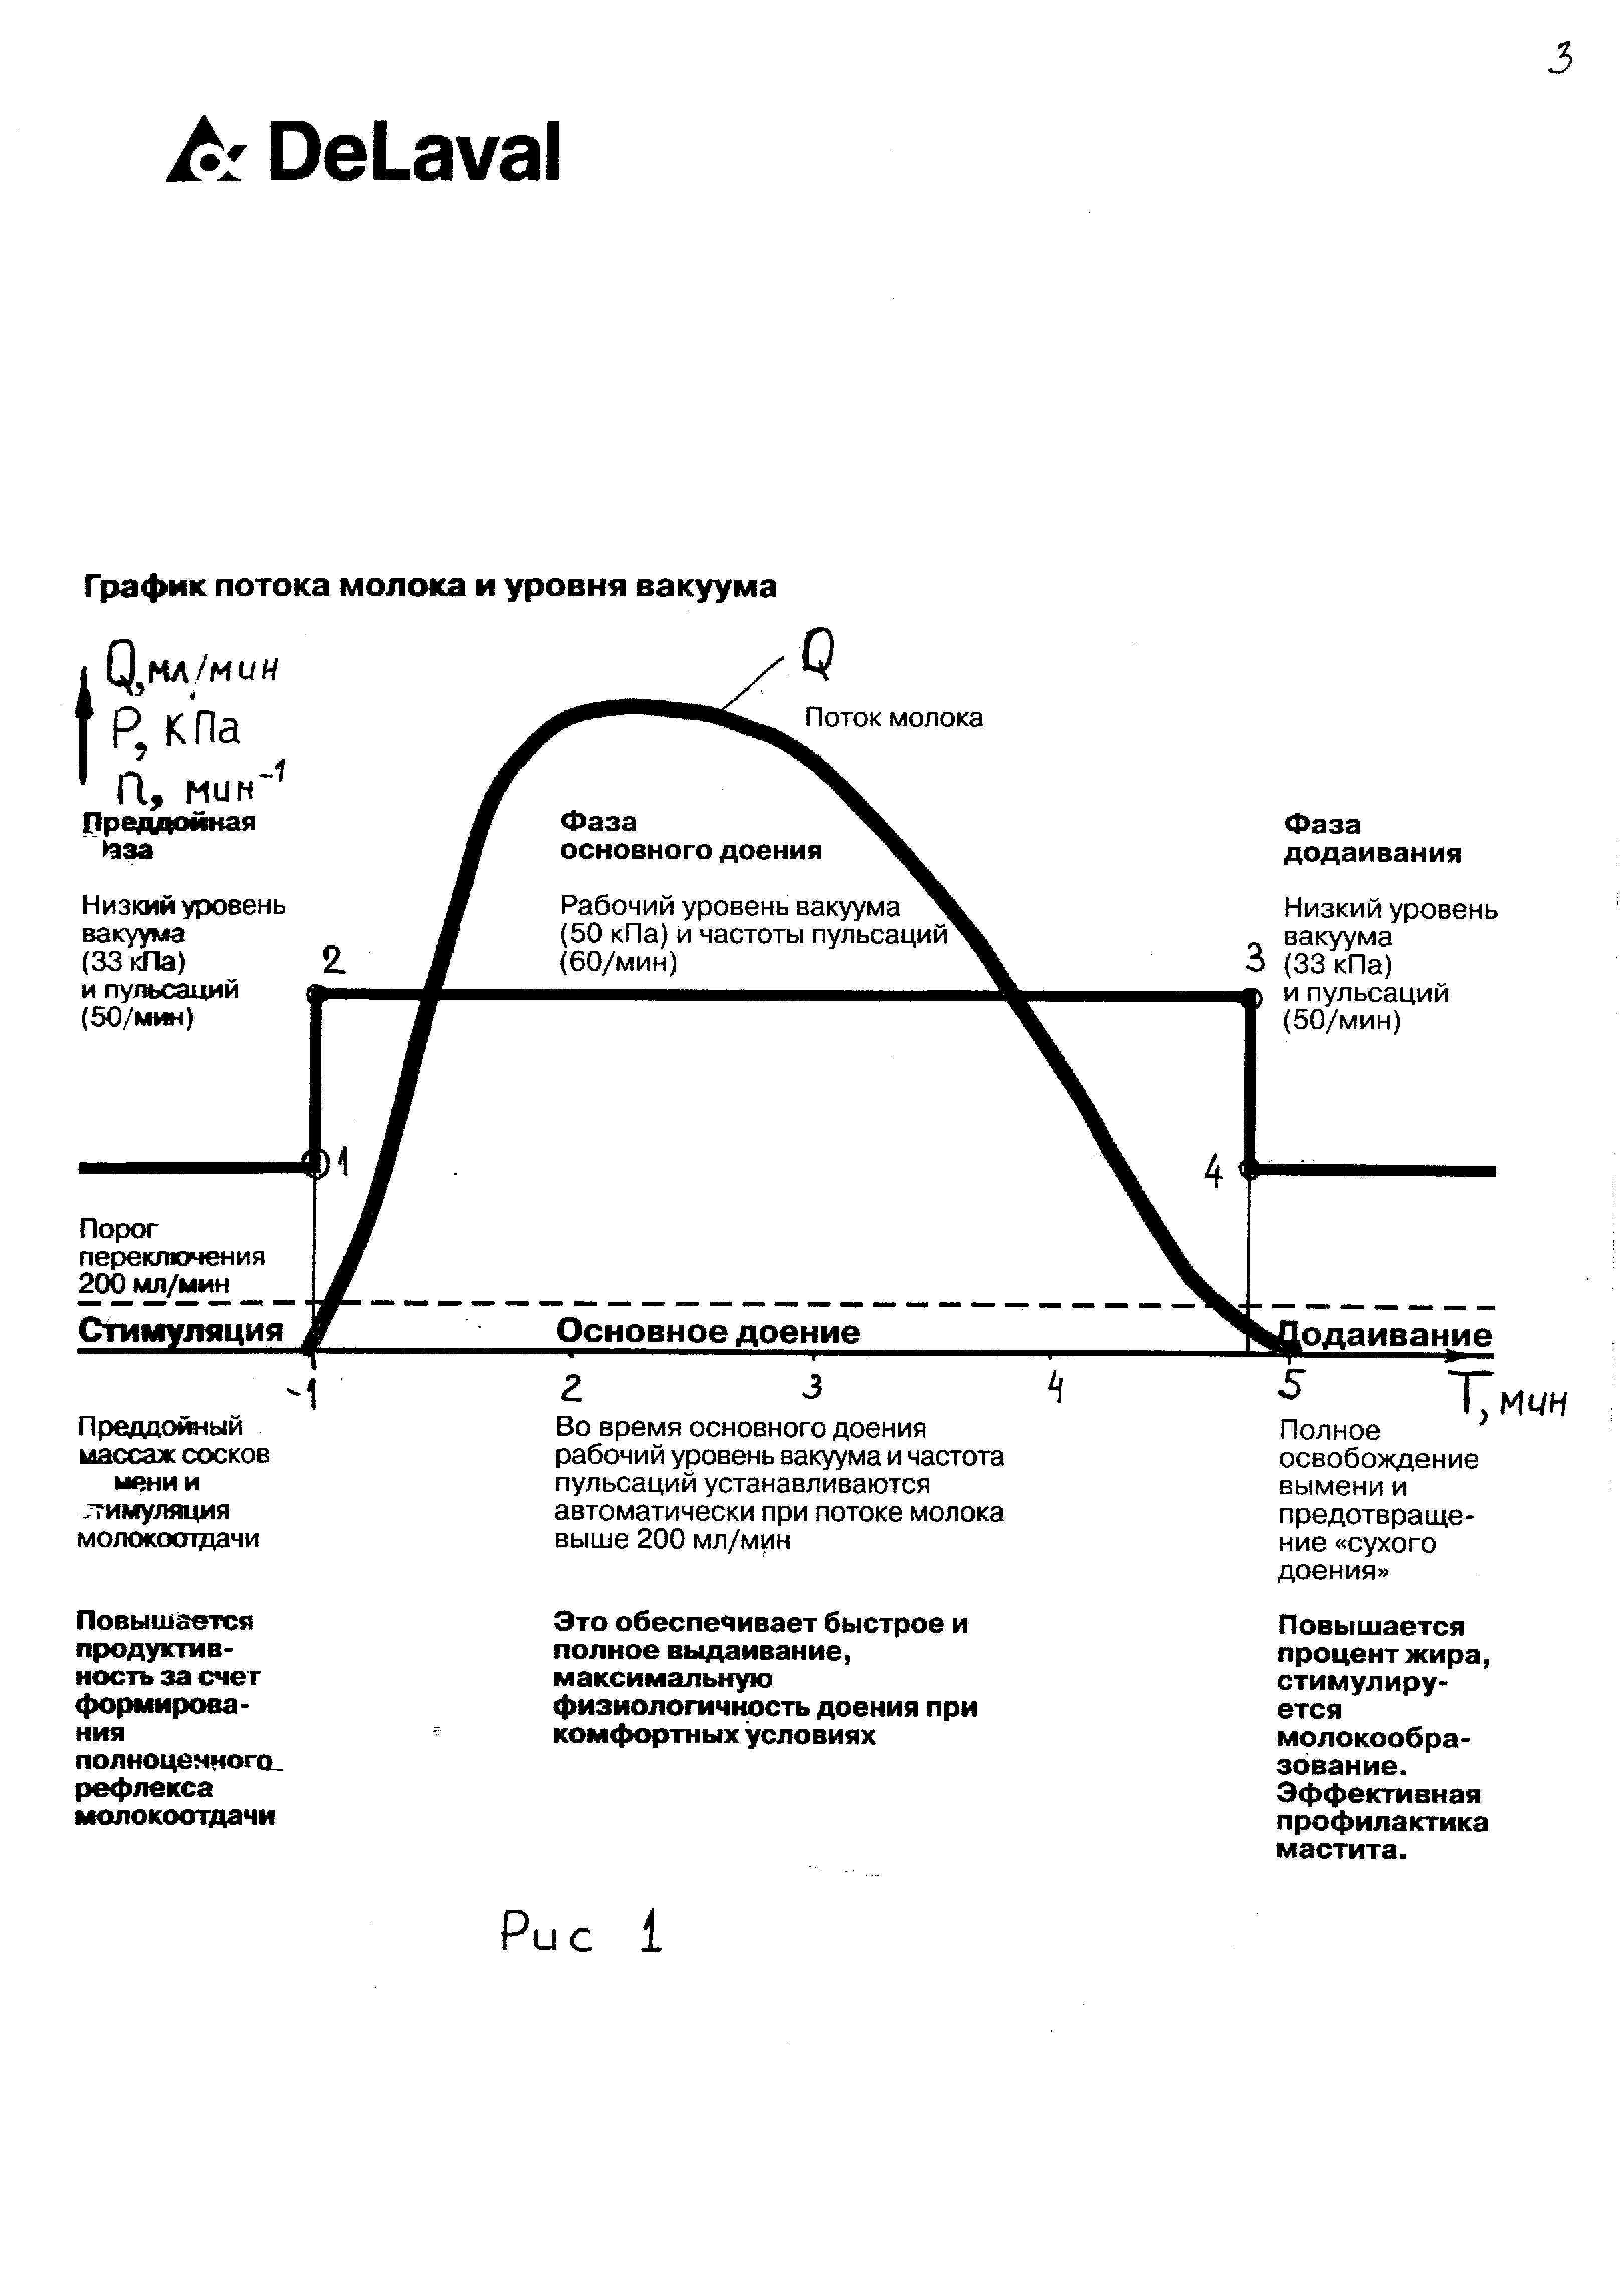 3
DeLaval
График потока молока и уровня вакуума
Q, мл/мин
P, кПа
n, мин⁻¹
Q
Поток молока
Преддойная
аза
Низкий уровень
вакуума
(33 кПа)
и пульсаций
(50/мин)
Фаза
основного доения
Рабочий уровень вакуума
(50 кПа) и частоты пульсаций
(60/мин)
Фаза
додаивания
Низкий уровень
вакуума
(33 кПа)
и пульсаций
(50/мин)
2
3
1
4
Порог
переключения
200 мл/мин
Стимуляция
Основное доение
Додаивание
1
2
3
4
5
T, мин
Преддойный
массаж сосков
мени и
тимуляция
молокоотдачи
Во время основного доения
рабочий уровень вакуума и частота
пульсаций устанавливаются
автоматически при потоке молока
выше 200 мл/мин
Полное
освобождение
вымени и
предотвраще-
ние «сухого
доения»
Повышается
продуктив-
ность за счет
формирова-
ния
полноценного
рефлекса
молокоотдачи
Это обеспечивает быстрое и
полное выдаивание,
максимальную
физиологичность доения при
комфортных условиях
Повышается
процент жира,
стимулиру-
ется
молокообра-
зование.
Эффективная
профилактика
мастита.
Рис 1